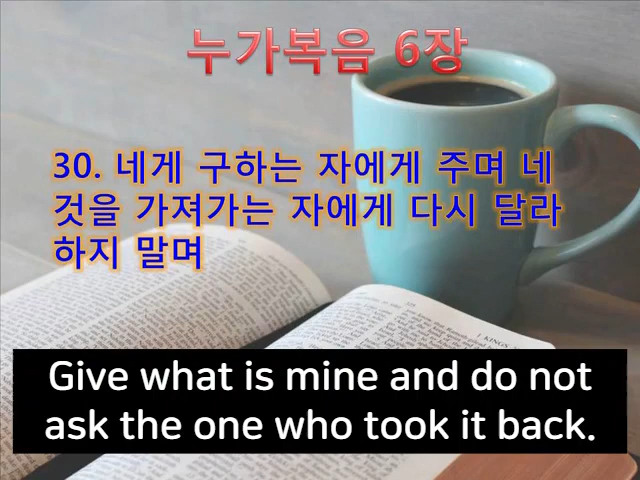 누가복음 6장
30. 네게 구하는 자에게 주며 네
것을 가져가는 자에게 다시 달라
하지 말며
1 KINGS
Give what is mine and do not
ask the one who took it back.